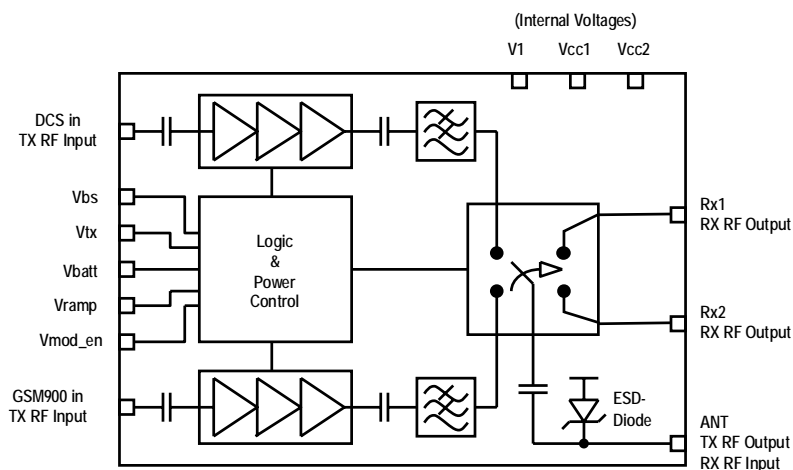 (Internal Voltages)
V1 Vcc1 Vcc2
DCS in
TX RF Input
Vbs
Vtx
Vbatt
Vramp
Vmod_en
GSM900 in
TX RF Input
Logic
&
Power
Control
Rx1
RX RF Output
Rx2
RX RF Output
ESD-
Diode
ANT
TX RF Output
RX RF Input